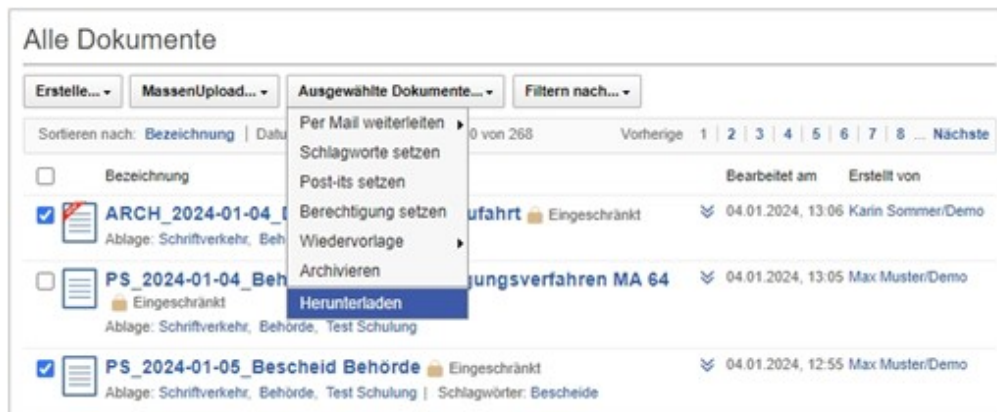 Alle Dokumente
Erstelle... MassenUpload... Ausgewählte Dokumente... Filtern nach...
Sortieren nach: Bezeichnung | Datu 0 von 268 Vorherige 1 | 2 | 3 | 4 | 5 | 6 | 7 | 8 ... Nächste
Per Mail weiterleiten
Schlagworte setzen
Post-its setzen
Berechtigung setzen
Wiedervorlage
Archivieren
Herunterladen
Bezeichnung Bearbeitet am Erstellt von
ARCH_2024-01-04_ ufahrt Eingeschränkt 04.01.2024, 13:06 Karin Sommer/Demo
Ablage: Schriftverkehr, Beh
PS_2024-01-04_Beh gungsverfahren MA 64 04.01.2024, 13:05 Max Muster/Demo
Eingeschränkt
Ablage: Schriftverkehr, Behörde, Test Schulung
PS_2024-01-05_Bescheid Behörde Eingeschränkt 04.01.2024, 12:55 Max Muster/Demo
Ablage: Schriftverkehr, Behörde, Test Schulung | Schlagwörter: Bescheide